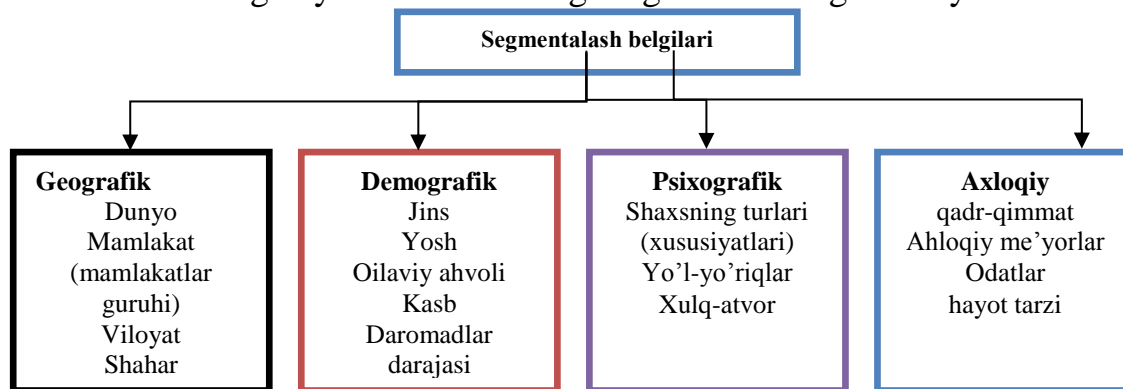 Segmentalash belgilari
Geografik
Dunyo
Mamlakat
(mamlakatlar
guruhi)
Viloyat
Shahar
Demografik
Jins
Yosh
Oilaviy ahvoli
Kasb
Daromadlar
darajasi
Psixografik
Shaxsning turlari
(xususiyatlari)
Yo’l-yo’riqlar
Xulq-atvor
Axloqiy
qadr-qimmat
Ahloqiy me’yorlar
Odatlar
hayot tarzi